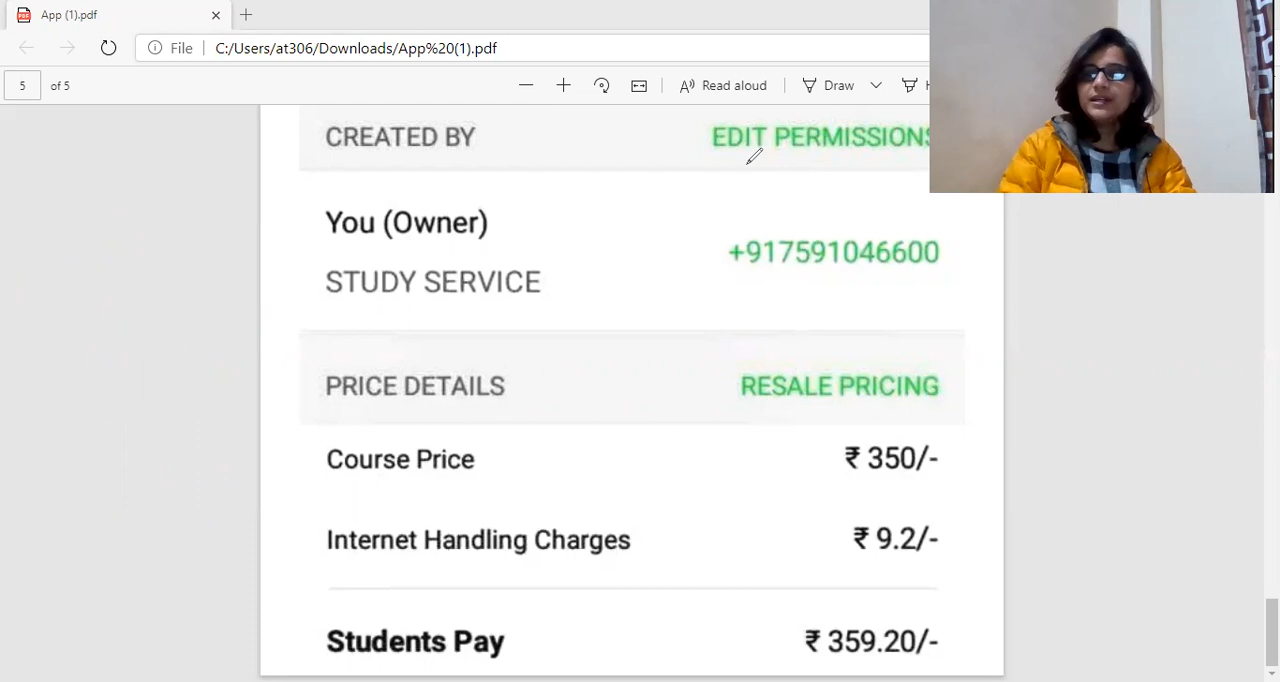 App (1).pdf
File C:/Users/at306/Downloads/App%20(1).pdf
5 of 5 Read aloud Draw
CREATED BY EDIT PERMISSIONS
You (Owner)
+917591046600
STUDY SERVICE
PRICE DETAILS RESALE PRICING
Course Price ₹ 350/-
Internet Handling Charges ₹ 9.2/-
Students Pay ₹ 359.20/-